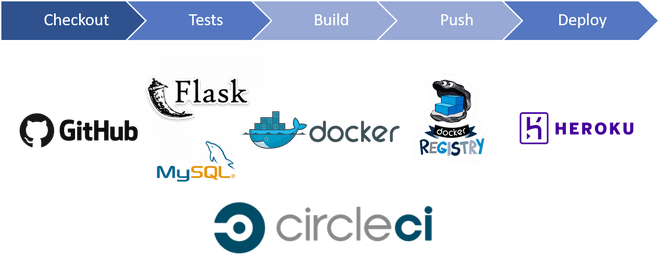 Checkout
Tests
Build
Push
Deploy
Flask
GitHub
docker
docker
REGISTRY
HEROKU
MySQL®
circleci